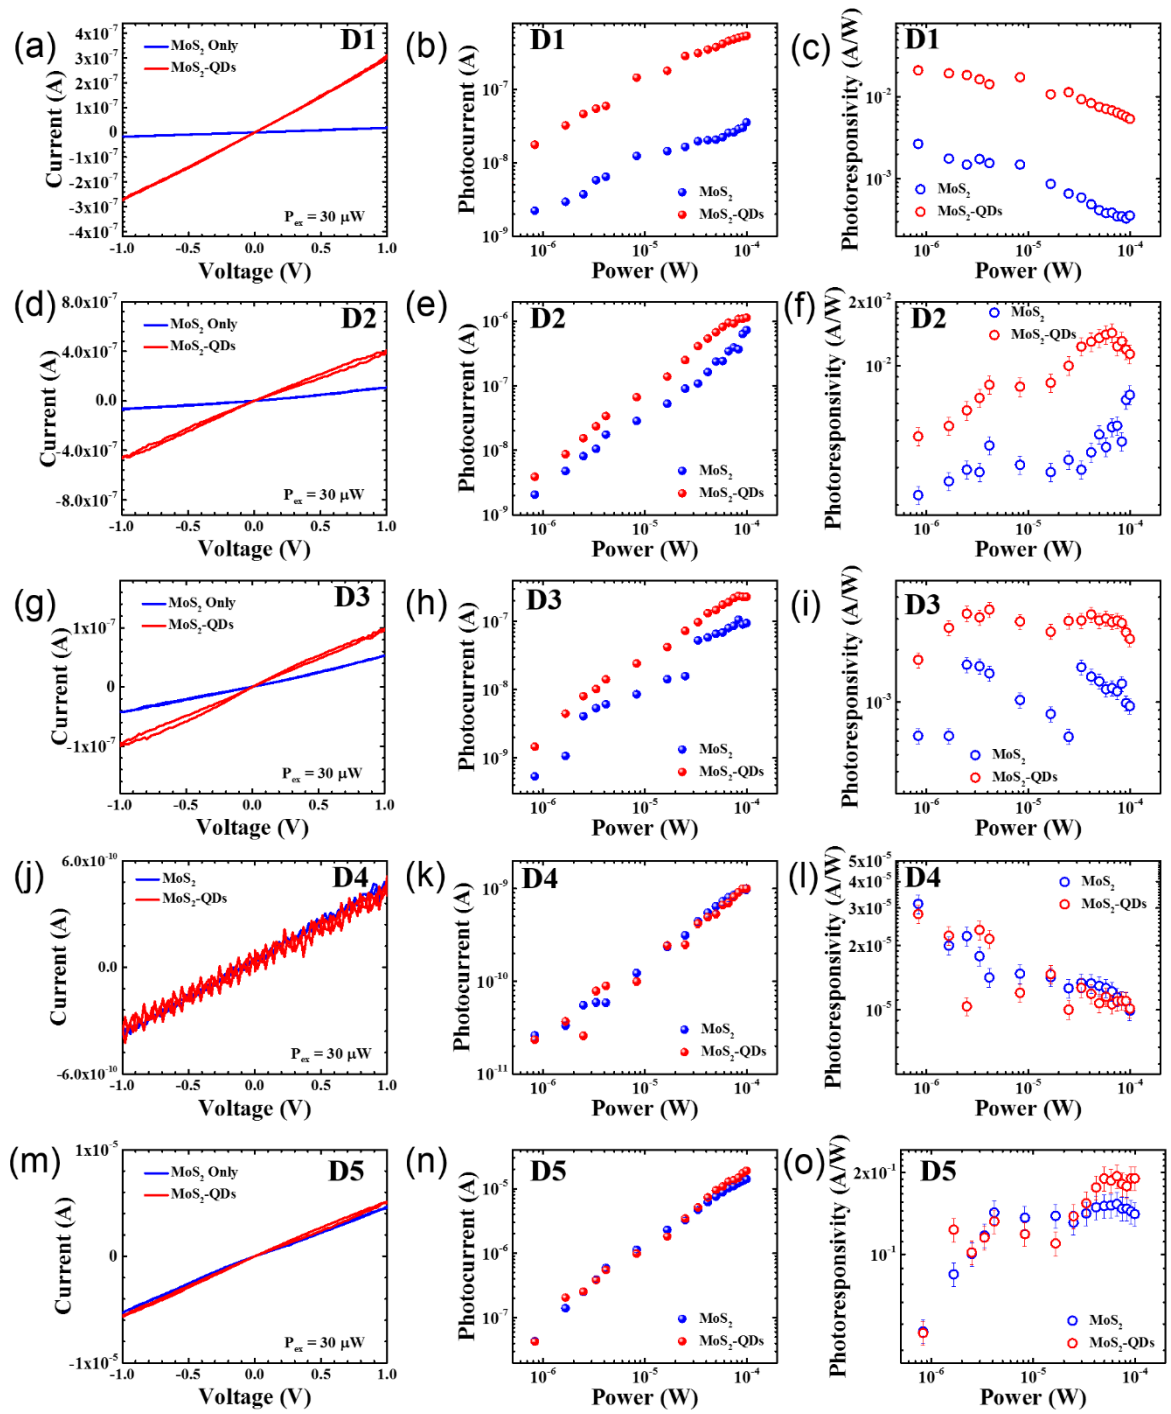 (a)
D1
MoS₂ Only
MoS₂-QDs
4x10⁻⁷
3x10⁻⁷
2x10⁻⁷
1x10⁻⁷
0
-1x10⁻⁷
-2x10⁻⁷
-3x10⁻⁷
-4x10⁻⁷
Current (A)
P_ex = 30 μW
-1.0 -0.5 0.0 0.5 1.0
Voltage (V)
(b)
D1
10⁻⁷
10⁻⁸
10⁻⁹
Photocurrent (A)
MoS₂
MoS₂-QDs
10⁻⁶ 10⁻⁵ 10⁻⁴
Power (W)
(c)
D1
10⁻²
10⁻³
Photoresponsivity (A/W)
MoS₂
MoS₂-QDs
10⁻⁶ 10⁻⁵ 10⁻⁴
Power (W)
(d)
D2
MoS₂ Only
MoS₂-QDs
8.0x10⁻⁷
4.0x10⁻⁷
0.0
-4.0x10⁻⁷
-8.0x10⁻⁷
Current (A)
P_ex = 30 μW
-1.0 -0.5 0.0 0.5 1.0
Voltage (V)
(e)
D2
10⁻⁶
10⁻⁷
10⁻⁸
10⁻⁹
Photocurrent (A)
MoS₂
MoS₂-QDs
10⁻⁶ 10⁻⁵ 10⁻⁴
Power (W)
(f)
D2
2x10⁻²
10⁻²
Photoresponsivity (A/W)
MoS₂
MoS₂-QDs
10⁻⁶ 10⁻⁵ 10⁻⁴
Power (W)
(g)
D3
MoS₂ Only
MoS₂-QDs
1x10⁻⁷
0
-1x10⁻⁷
Current (A)
P_ex = 30 μW
-1.0 -0.5 0.0 0.5 1.0
Voltage (V)
(h)
D3
10⁻⁷
10⁻⁸
10⁻⁹
Photocurrent (A)
MoS₂
MoS₂-QDs
10⁻⁶ 10⁻⁵ 10⁻⁴
Power (W)
(i)
D3
10⁻³
Photoresponsivity (A/W)
MoS₂
MoS₂-QDs
10⁻⁶ 10⁻⁵ 10⁻⁴
Power (W)
(j)
D4
MoS₂
MoS₂-QDs
6.0x10⁻¹⁰
0.0
-6.0x10⁻¹⁰
Current (A)
P_ex = 30 μW
-1.0 -0.5 0.0 0.5 1.0
Voltage (V)
(k)
D4
10⁻⁹
10⁻¹⁰
10⁻¹¹
Photocurrent (A)
MoS₂
MoS₂-QDs
10⁻⁶ 10⁻⁵ 10⁻⁴
Power (W)
(l)
D4
5x10⁻⁵
4x10⁻⁵
3x10⁻⁵
2x10⁻⁵
10⁻⁵
Photoresponsivity (A/W)
MoS₂
MoS₂-QDs
10⁻⁶ 10⁻⁵ 10⁻⁴
Power (W)
(m)
D5
MoS₂ Only
MoS₂-QDs
1x10⁻⁵
0
-1x10⁻⁵
Current (A)
P_ex = 30 μW
-1.0 -0.5 0.0 0.5 1.0
Voltage (V)
(n)
D5
10⁻⁵
10⁻⁶
10⁻⁷
Photocurrent (A)
MoS₂
MoS₂-QDs
10⁻⁶ 10⁻⁵ 10⁻⁴
Power (W)
(o)
D5
2x10⁻¹
10⁻¹
Photoresponsivity (A/W)
MoS₂
MoS₂-QDs
10⁻⁶ 10⁻⁵ 10⁻⁴
Power (W)